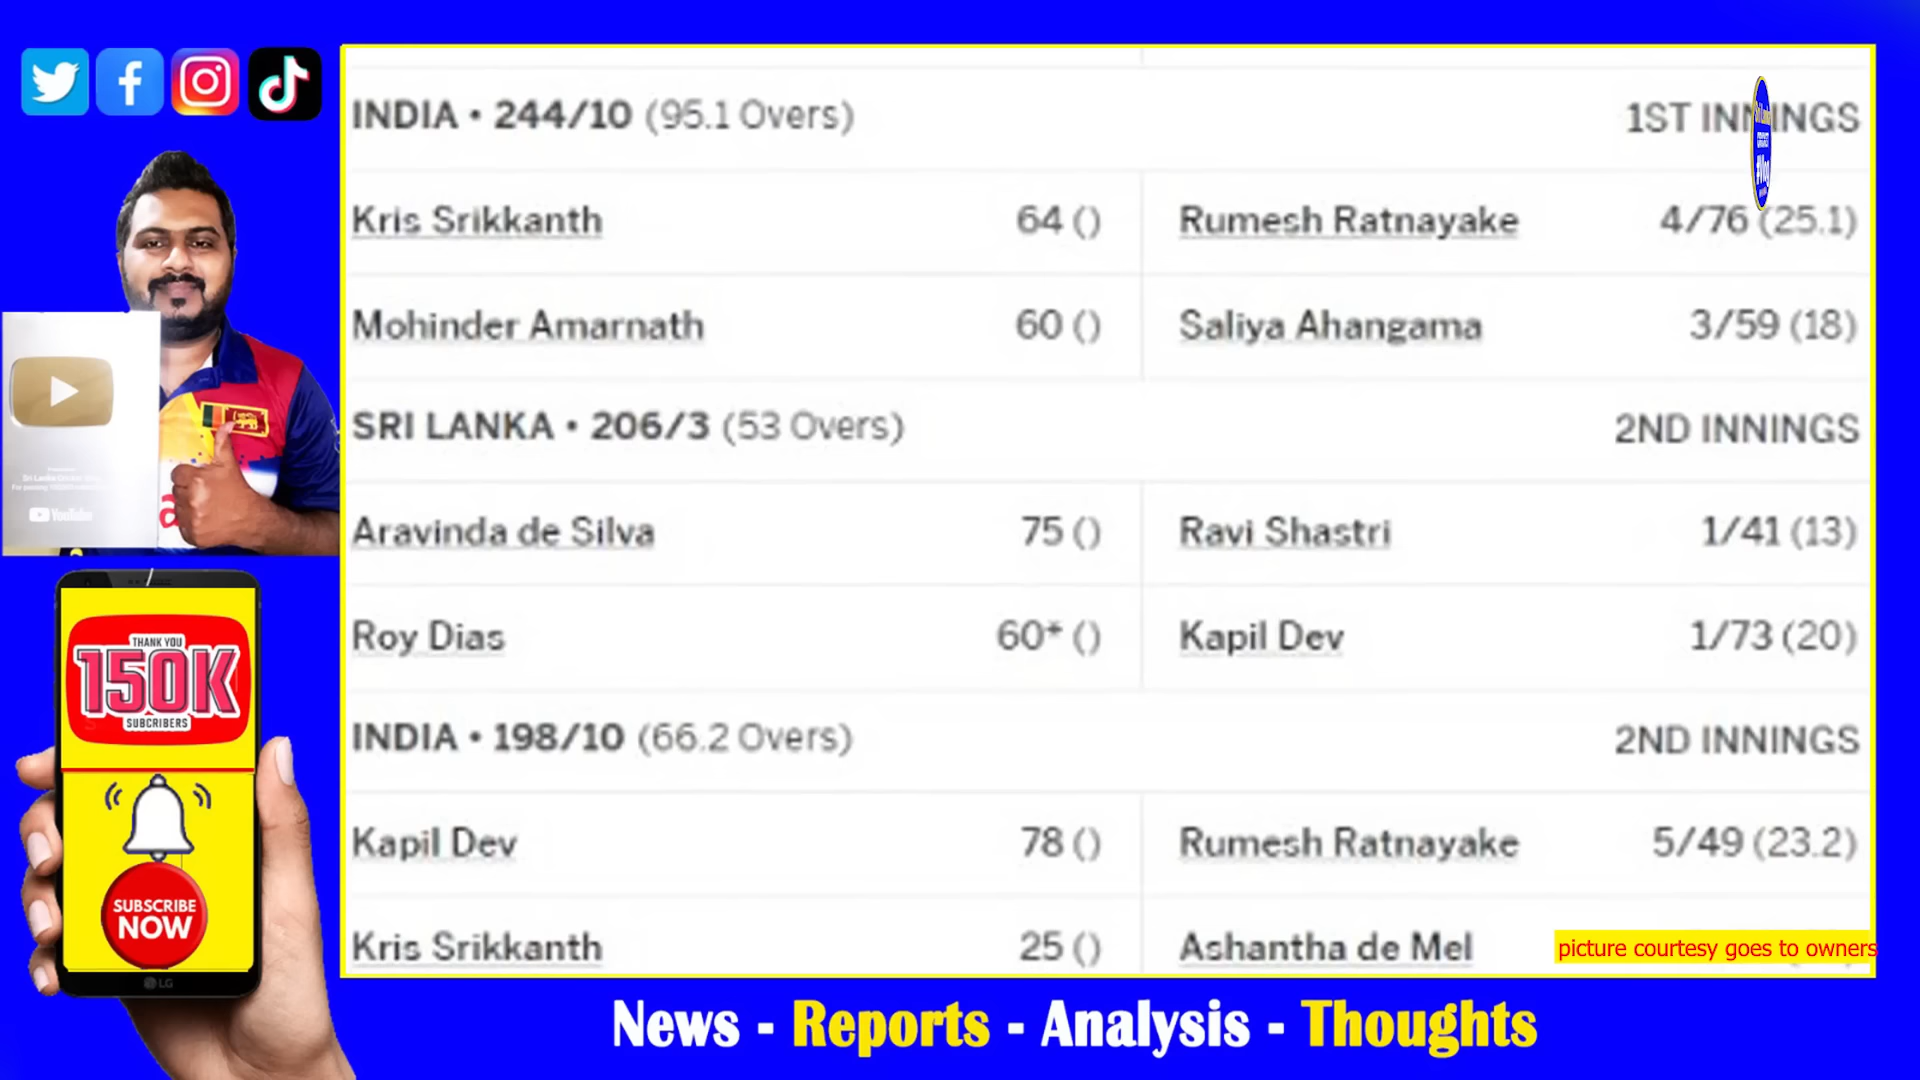 INDIA • 244/10 (95.1 Overs) 1ST INNINGS
Kris Srikkanth 64 () Rumesh Ratnayake 4/76 (25.1)
Mohinder Amarnath 60 () Saliya Ahangama 3/59 (18)
SRI LANKA • 206/3 (53 Overs) 2ND INNINGS
Aravinda de Silva 75 () Ravi Shastri 1/41 (13)
Roy Dias 60* () Kapil Dev 1/73 (20)
INDIA • 198/10 (66.2 Overs) 2ND INNINGS
Kapil Dev 78 () Rumesh Ratnayake 5/49 (23.2)
Kris Srikkanth 25 () Ashantha de Mel
picture courtesy goes to owners
YouTube
THANK YOU
150K
SUBCRIBERS
SUBSCRIBE
NOW
LG
News - Reports - Analysis - Thoughts